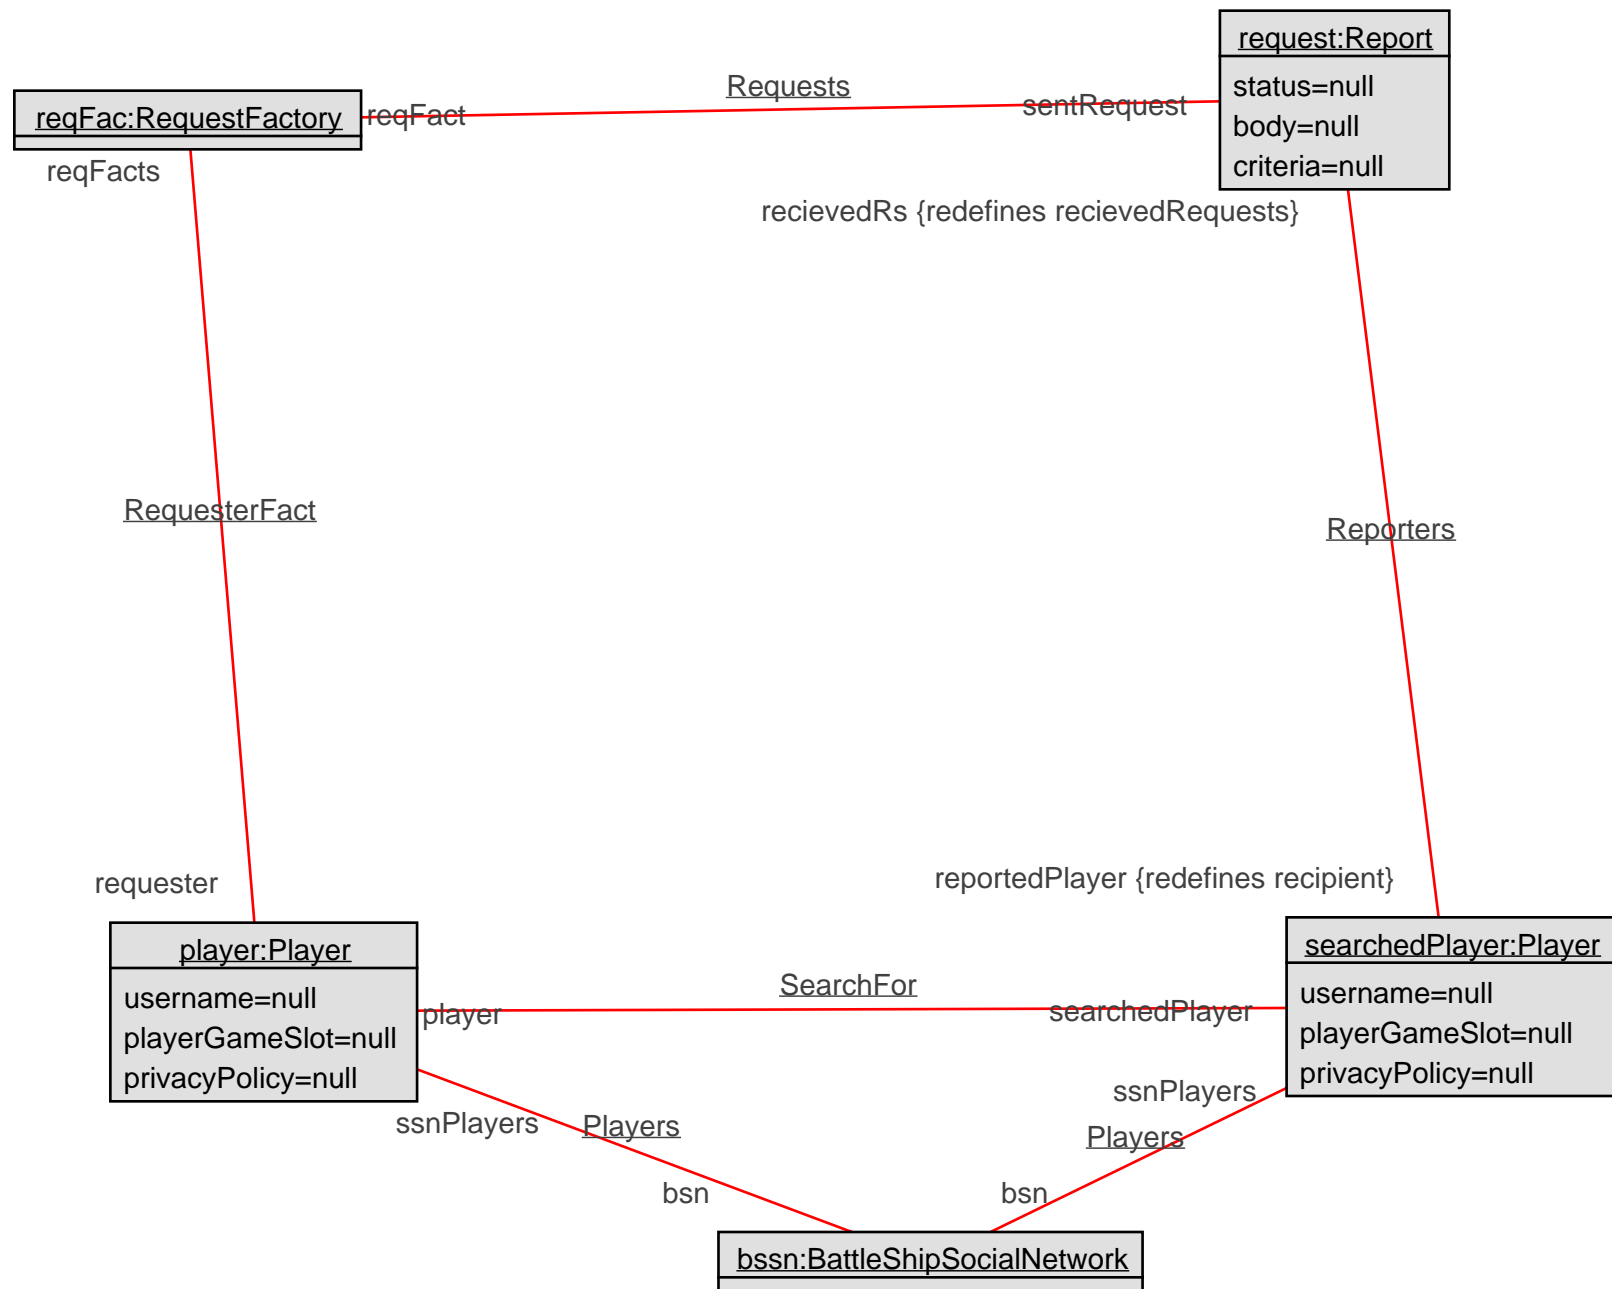 request:Report
status=null
body=null
criteria=null
Requests
reqFac:RequestFactory
reqFact
sentRequest
reqFacts
recievedRs {redefines recievedRequests}
RequesterFact
Reporters
requester
reportedPlayer {redefines recipient}
player:Player
username=null
playerGameSlot=null
privacyPolicy=null
SearchFor
player
searchedPlayer
searchedPlayer:Player
username=null
playerGameSlot=null
privacyPolicy=null
ssnPlayers
Players
bsn
ssnPlayers
Players
bsn
bssn:BattleShipSocialNetwork